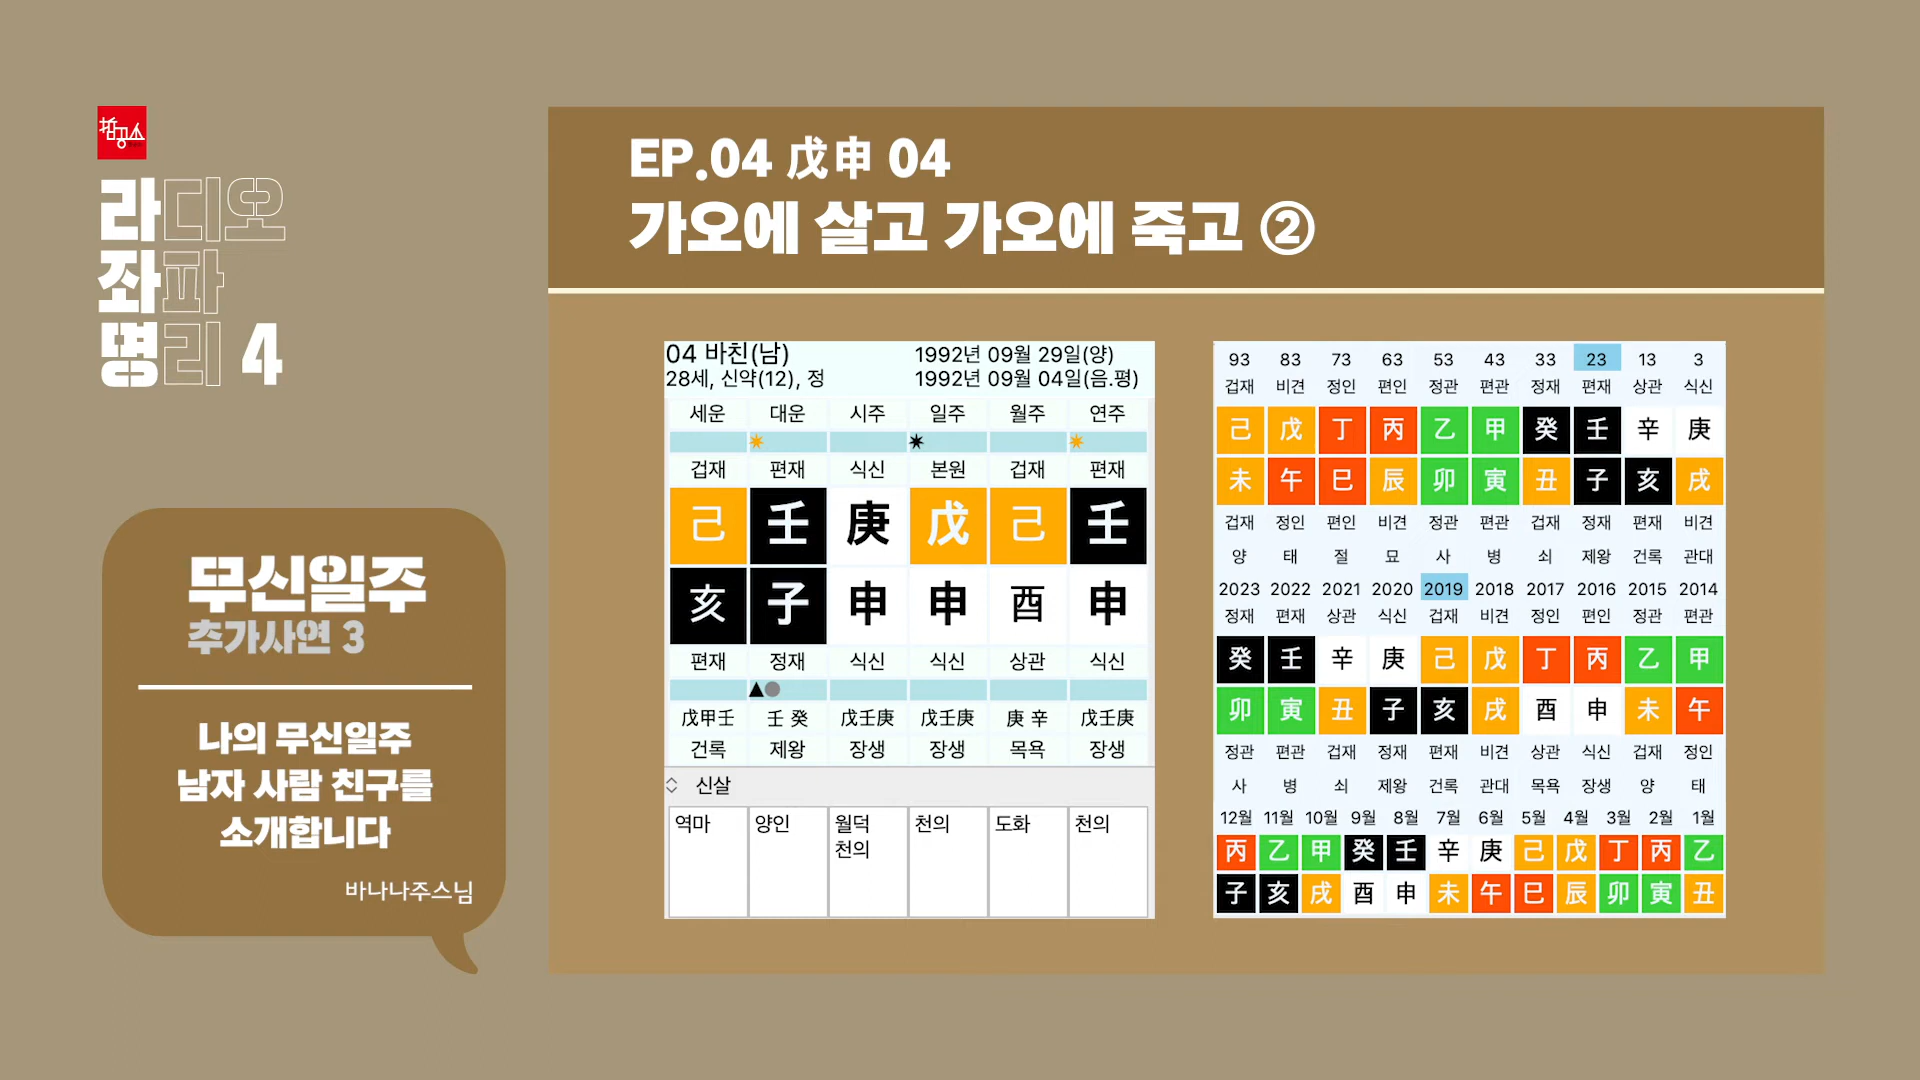 라디오
좌파
명리 4
EP.04 戊申 04
가오에 살고 가오에 죽고 ②
무신일주
추가사연 3
나의 무신일주
남자 사람 친구를
소개합니다
바나나주스님
04 바친(남) 1992년 09월 29일(양)
28세, 신약(12), 정 1992년 09월 04일(음.평)
세운 대운 시주 일주 월주 연주
겁재 편재 식신 본원 겁재 편재
己 壬 庚 戊 己 壬
亥 子 申 申 酉 申
편재 정재 식신 식신 상관 식신
戊甲壬 壬 癸 戊壬庚 戊壬庚 庚 辛 戊壬庚
건록 제왕 장생 장생 목욕 장생
신살
역마 양인 월덕 천의 도화 천의
천의
93 83 73 63 53 43 33 23 13 3
겁재 비견 정인 편인 정관 편관 정재 편재 상관 식신
己 戊 丁 丙 乙 甲 癸 壬 辛 庚
未 午 巳 辰 卯 寅 丑 子 亥 戌
겁재 정인 편인 비견 정관 편관 겁재 정재 편재 비견
양 태 절 묘 사 병 쇠 제왕 건록 관대
2023 2022 2021 2020 2019 2018 2017 2016 2015 2014
정재 편재 상관 식신 겁재 비견 정인 편인 정관 편관
癸 壬 辛 庚 己 戊 丁 丙 乙 甲
卯 寅 丑 子 亥 戌 酉 申 未 午
정관 편관 겁재 정재 편재 비견 상관 식신 겁재 정인
사 병 쇠 제왕 건록 관대 목욕 장생 양 태
12월 11월 10월 9월 8월 7월 6월 5월 4월 3월 2월 1월
丙 乙 甲 癸 壬 辛 庚 己 戊 丁 丙 乙
子 亥 戌 酉 申 未 午 巳 辰 卯 寅 丑